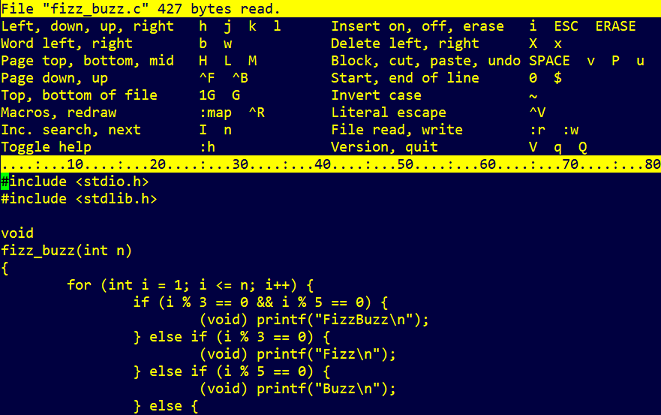 File "fizz_buzz.c" 427 bytes read.
Left, down, up, right   h  j  k  l      Insert on, off, erase   i  ESC  ERASE
Word left, right        b  w            Delete left, right      X  x
Page top, bottom, mid   H  L  M         Block, cut, paste, undo SPACE  v  P  u
Page down, up           ^F  ^B          Start, end of line      0  $
Top, bottom of file     1G  G           Invert case             ~
Macros, redraw          :map  ^R        Literal escape          ^V
Inc. search, next       I  n            File read, write        :r  :w
Toggle help             :h              Version, quit           V  q  Q
....:...10....:...20....:...30....:...40....:...50....:...60....:...70....:...80
#include <stdio.h>
#include <stdlib.h>

void
fizz_buzz(int n)
{
        for (int i = 1; i <= n; i++) {
                if (i % 3 == 0 && i % 5 == 0) {
                        (void) printf("FizzBuzz\n");
                } else if (i % 3 == 0) {
                        (void) printf("Fizz\n");
                } else if (i % 5 == 0) {
                        (void) printf("Buzz\n");
                } else {